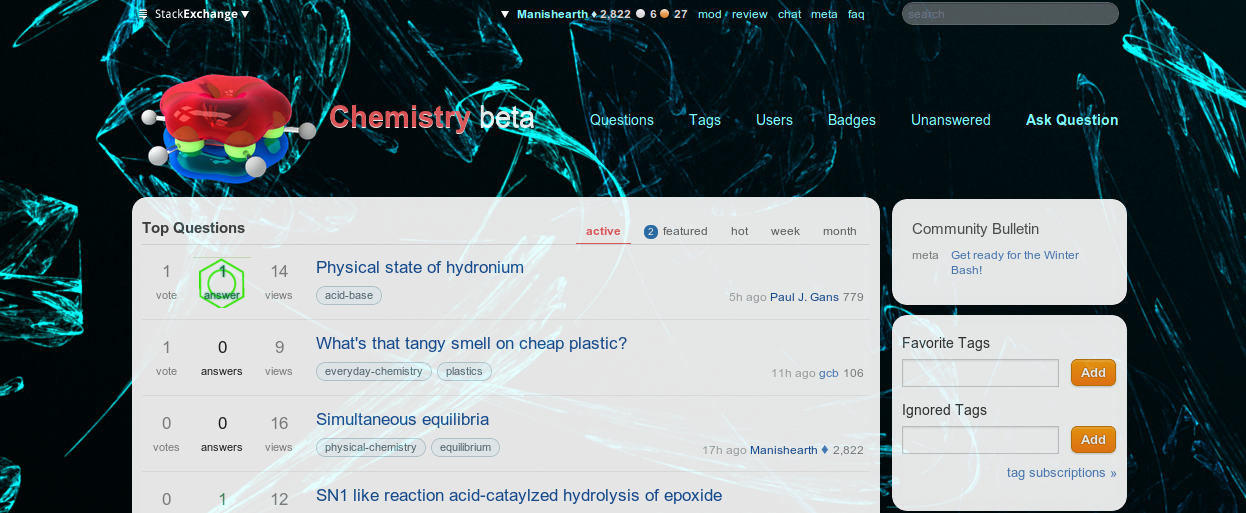 StackExchange ▼
▼ Manishearth ♦ 2,822 6 27 mod review chat meta faq
search
Chemistry beta
Questions Tags Users Badges Unanswered Ask Question
Top Questions
active 2 featured hot week month
1 1 14 Physical state of hydronium
vote answer views acid-base 5h ago Paul J. Gans 779
1 0 9 What's that tangy smell on cheap plastic?
vote answers views everyday-chemistry plastics 11h ago gcb 106
0 0 16 Simultaneous equilibria
votes answers views physical-chemistry equilibrium 17h ago Manishearth ♦ 2,822
0 1 12 SN1 like reaction acid-cataylzed hydrolysis of epoxide
Community Bulletin
meta Get ready for the Winter
Bash!
Favorite Tags
Add
Ignored Tags
Add
tag subscriptions »